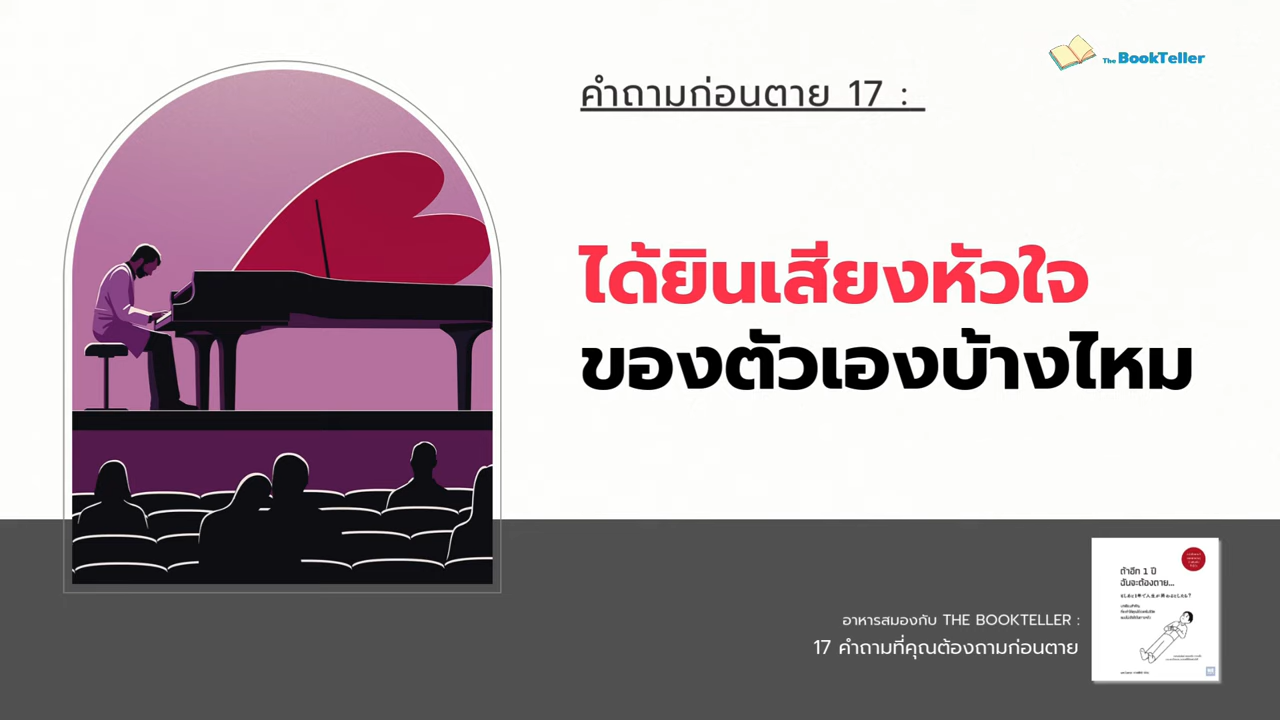 The BookTeller
คำถามก่อนตาย 17 :
ได้ยินเสียงหัวใจ
ของตัวเองบ้างไหม
อาหารสมองกับ THE BOOKTELLER :
17 คำถามที่คุณต้องถามก่อนตาย
ถ้าอีก 1 ปี
ฉันจะต้องตาย...